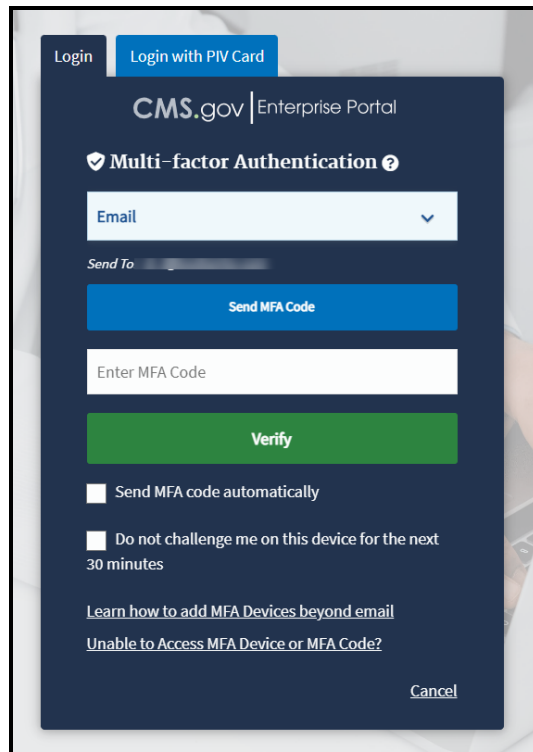 Login
Login with PIV Card
CMS.gov | Enterprise Portal
Multi-factor Authentication ?
Email
Send To
Send MFA Code
Enter MFA Code
Verify
Send MFA code automatically
Do not challenge me on this device for the next
30 minutes
Learn how to add MFA Devices beyond email
Unable to Access MFA Device or MFA Code?
Cancel